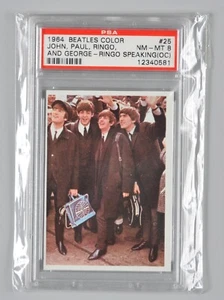 PSA
1964 BEATLES COLOR #25
JOHN, PAUL, RINGO, NM-MT 8
AND GEORGE-RINGO SPEAKING(OC)
12340581